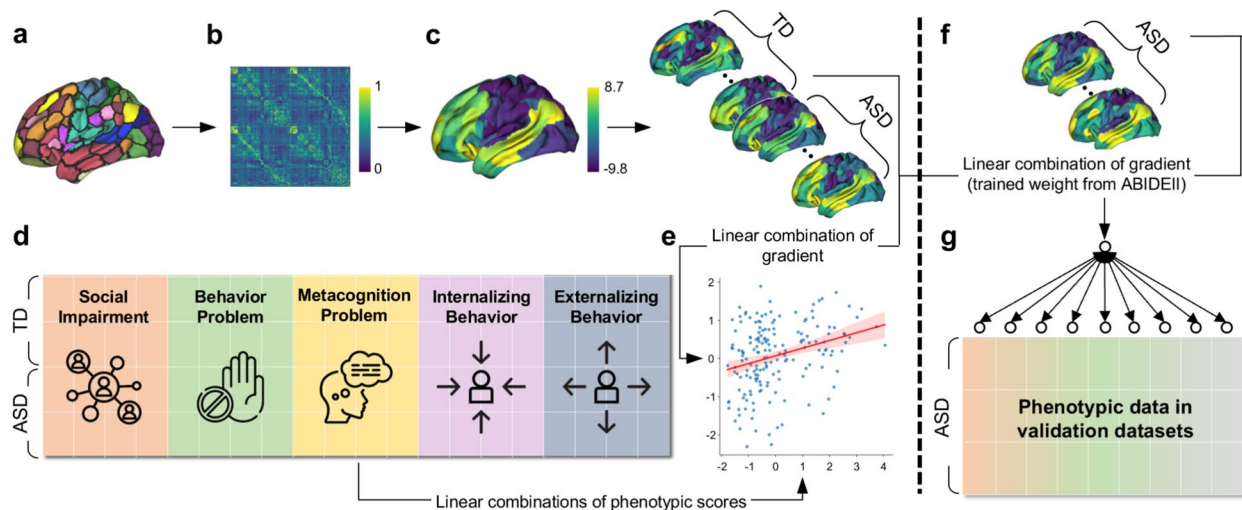 a
b
c
TD
ASD
f
ASD
1
0
8.7
-9.8
Linear combination of gradient
(trained weight from ABIDEII)
d
e
Linear combination of
gradient
g
TD
ASD
Social
Impairment
Behavior
Problem
Metacognition
Problem
Internalizing
Behavior
Externalizing
Behavior
2
1
0
-1
-2
-2 -1 0 1 2 3 4
ASD
Phenotypic data in
validation datasets
Linear combinations of phenotypic scores